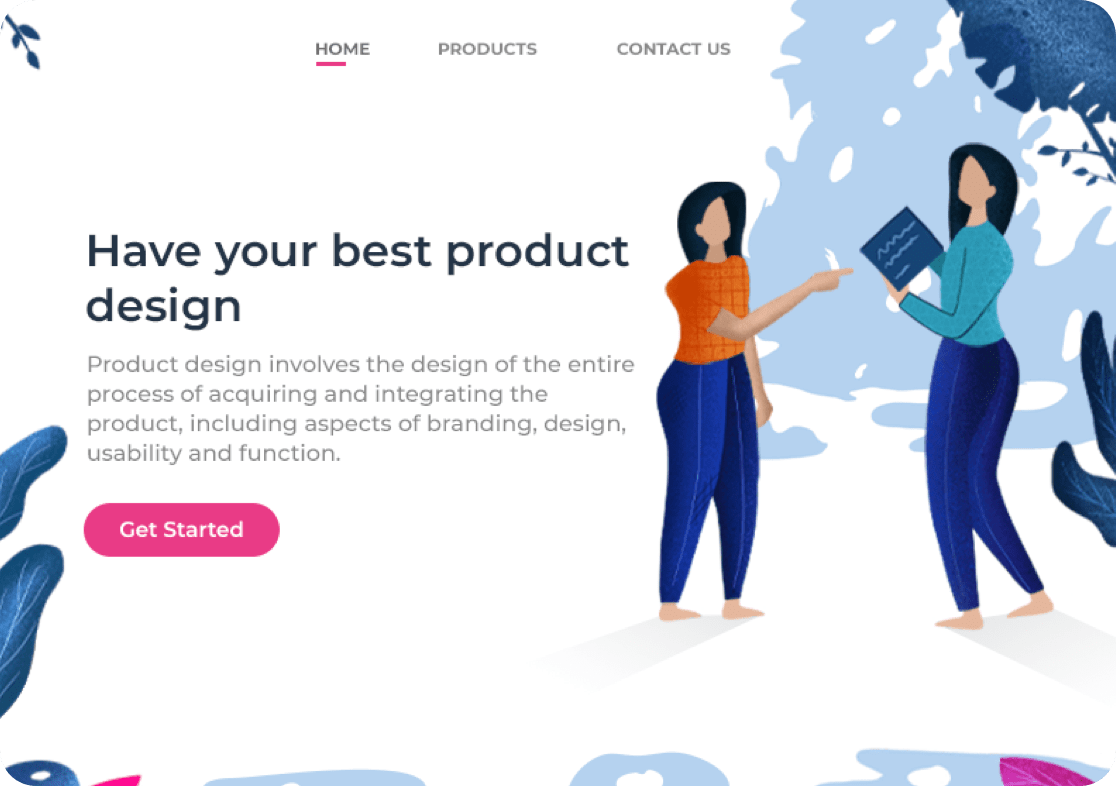 HOME PRODUCTS CONTACT US
Have your best product
design
Product design involves the design of the entire
process of acquiring and integrating the
product, including aspects of branding, design,
usability and function.
Get Started